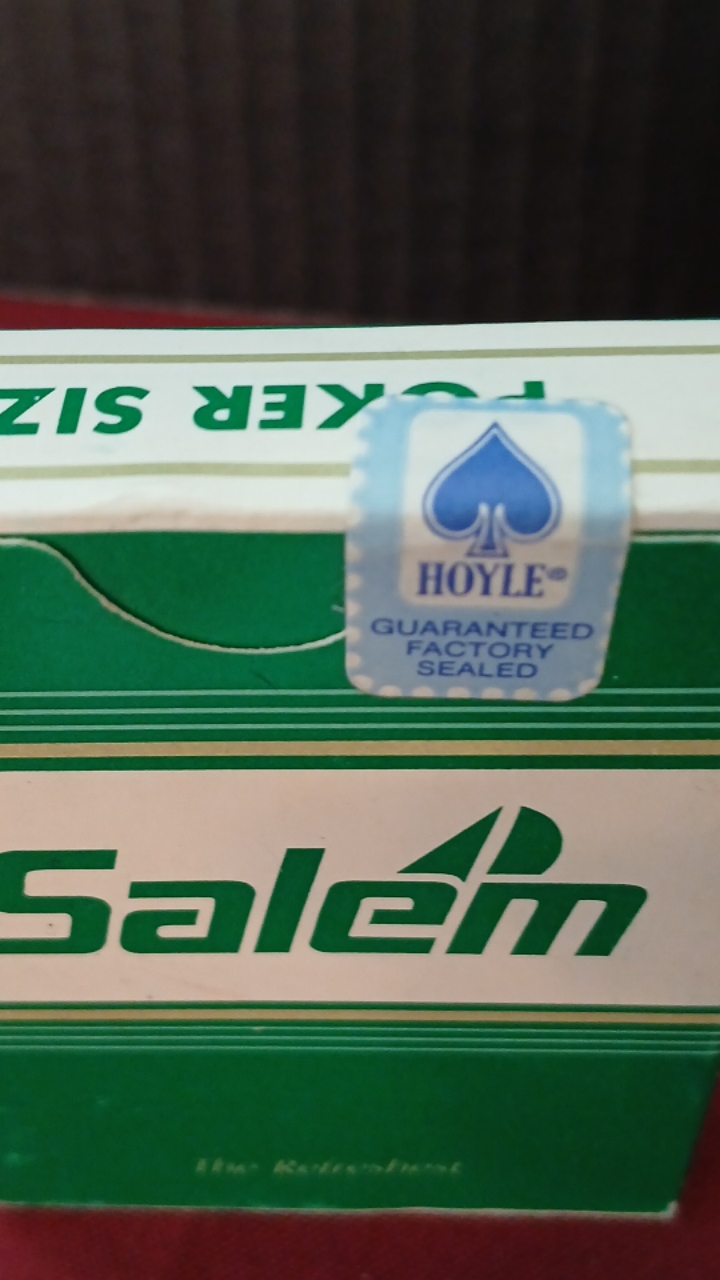 POKER SIZ
HOYLE®
GUARANTEED
FACTORY
SEALED
Salem